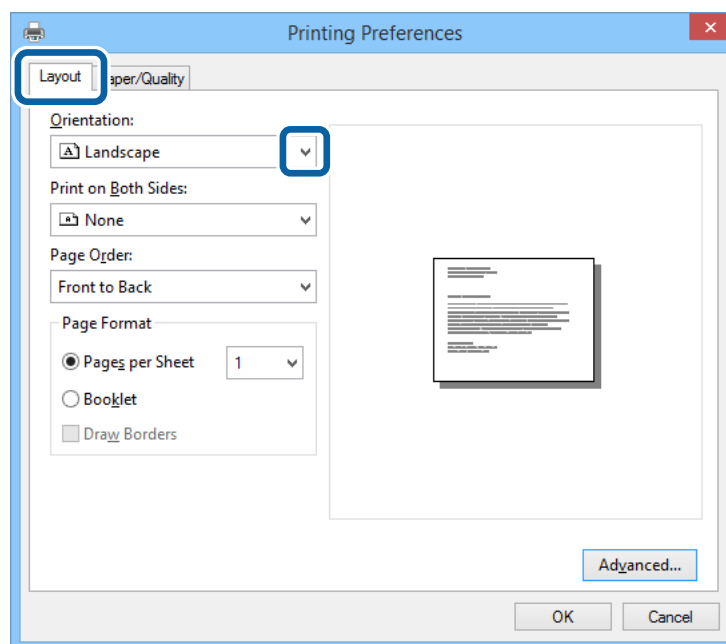 Printing Preferences
Layout
aper/Quality
Orientation:
Landscape
Print on Both Sides:
None
Page Order:
Front to Back
Page Format
Pages per Sheet 1
Booklet
Draw Borders
Advanced...
OK Cancel